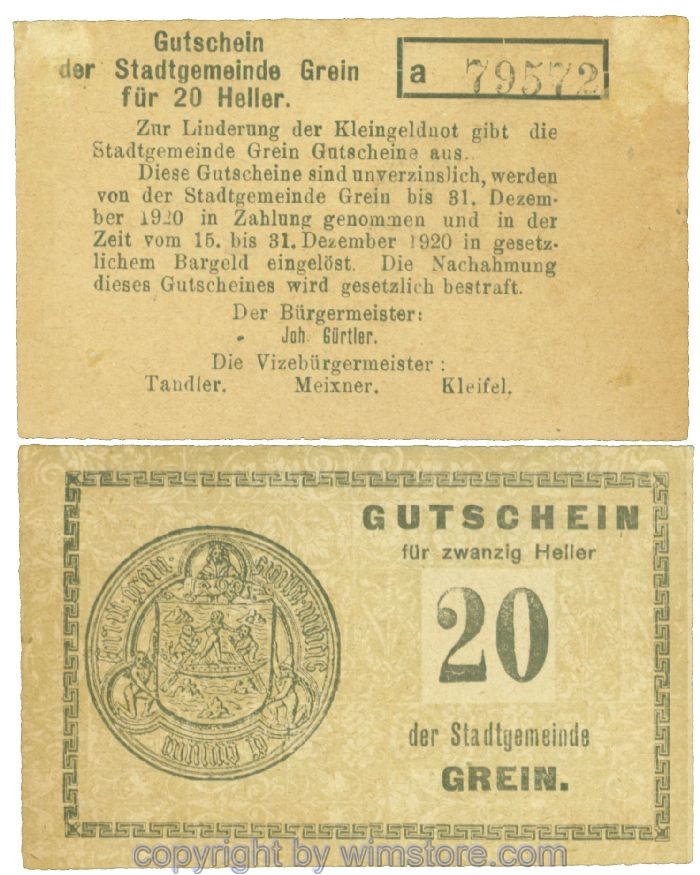 Gutschein
der Stadtgemeinde Grein
für 20 Heller.
a 79572
Zur Linderung der Kleingeldnot gibt die
Stadtgemeinde Grein Gutscheine aus.
Diese Gutscheine sind unverzinslich, werden
von der Stadtgemeinde Grein bis 31. Dezem-
ber 1920 in Zahlung genommen und in der
Zeit vom 15. bis 31. Dezember 1920 in gesetz-
lichem Bargeld eingelöst. Die Nachahmung
dieses Gutscheines wird gesetzlich bestraft.
Der Bürgermeister:
Joh. Gürtler.
Die Vizebürgermeister:
Tandler. Meixner. Kleifel.
GUTSCHEIN
für zwanzig Heller
20
der Stadtgemeinde
GREIN.
copyright by wimstore.com